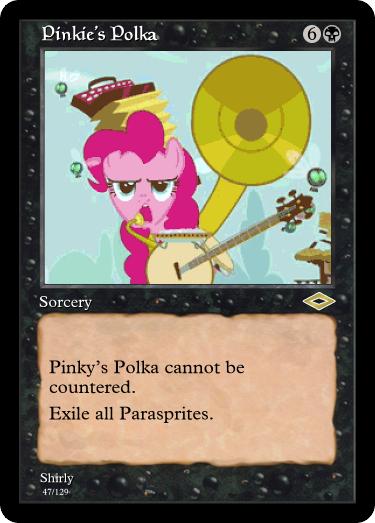 Pinkie's Polka 6
Sorcery
Pinky's Polka cannot be
countered.
Exile all Parasprites.
Shirly
47/129